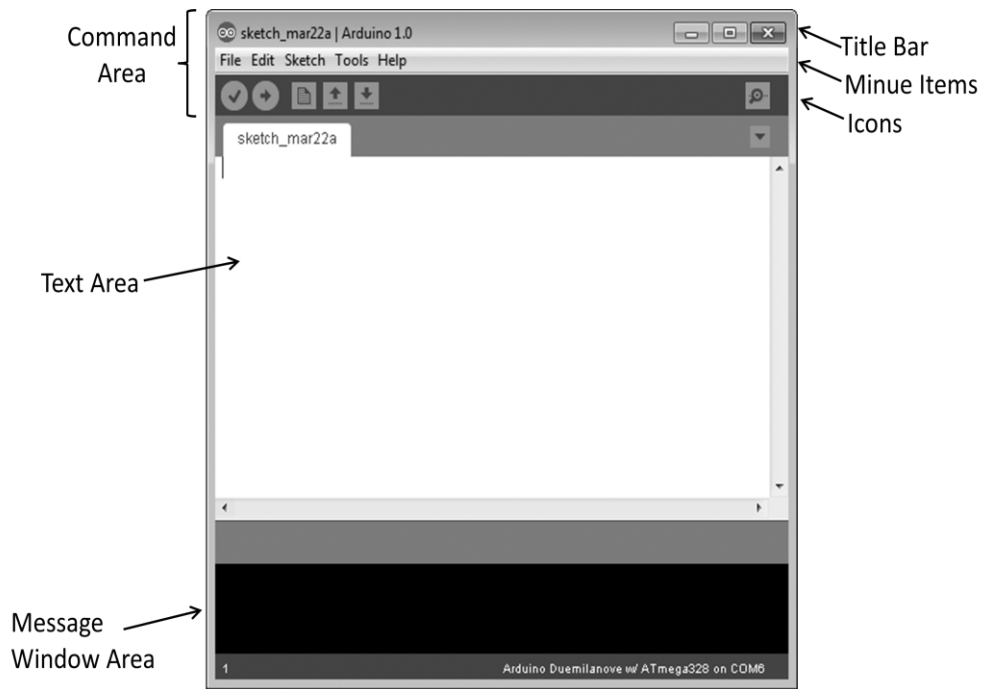 Command
Area
sketch_mar22a | Arduino 1.0
File Edit Sketch Tools Help
Title Bar
Minue Items
Icons
sketch_mar22a
Text Area
Message
Window Area
1
Arduino Duemilanove w/ ATmega328 on COM6